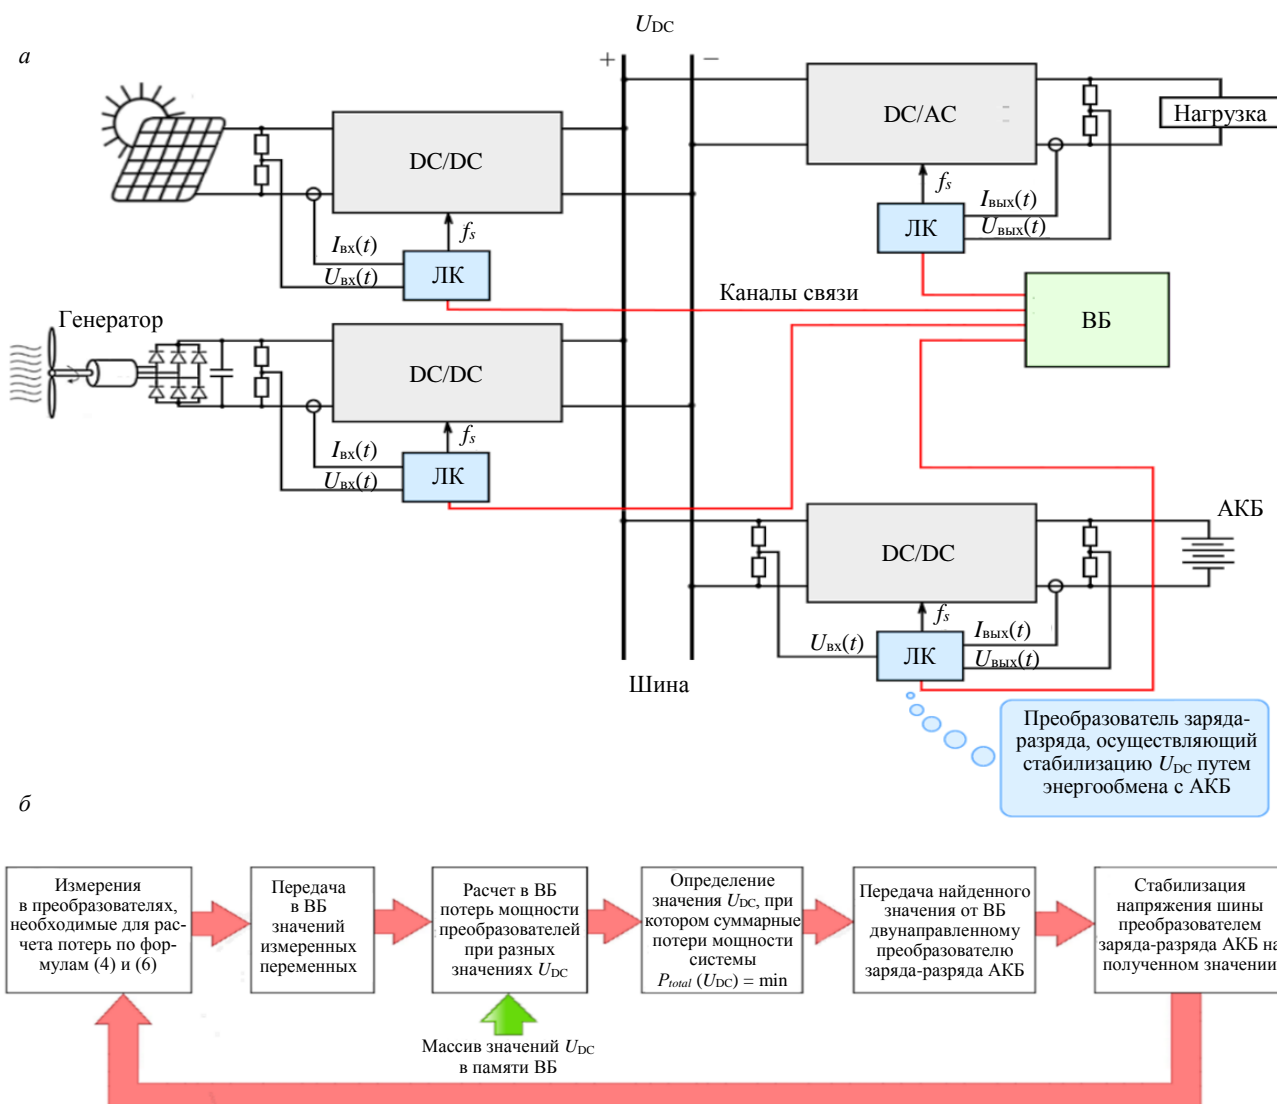 U_DC
а
+
−
DC/DC
DC/AC
Нагрузка
f_s
I_вх(t)
U_вх(t)
ЛК
f_s
I_вых(t)
U_вых(t)
ЛК
Каналы связи
ВБ
Генератор
DC/DC
f_s
I_вх(t)
U_вх(t)
ЛК
АКБ
DC/DC
f_s
U_вх(t)
I_вых(t)
U_вых(t)
ЛК
Шина
Преобразователь заряда-
разряда, осуществляющий
стабилизацию U_DC путем
энергообмена с АКБ
б
Измерения
в преобразователях,
необходимые для рас-
чета потерь по фор-
мулам (4) и (6)
Передача
в ВБ
значений
измеренных
переменных
Расчет в ВБ
потерь мощности
преобразователей
при разных
значениях U_DC
Определение
значения U_DC, при
котором суммарные
потери мощности
системы
P_total (U_DC) = min
Передача найденного
значения от ВБ
двунаправленному
преобразователю
заряда-разряда АКБ
Стабилизация
напряжения шины
преобразователем
заряда-разряда АКБ на
полученном значении
Массив значений U_DC
в памяти ВБ